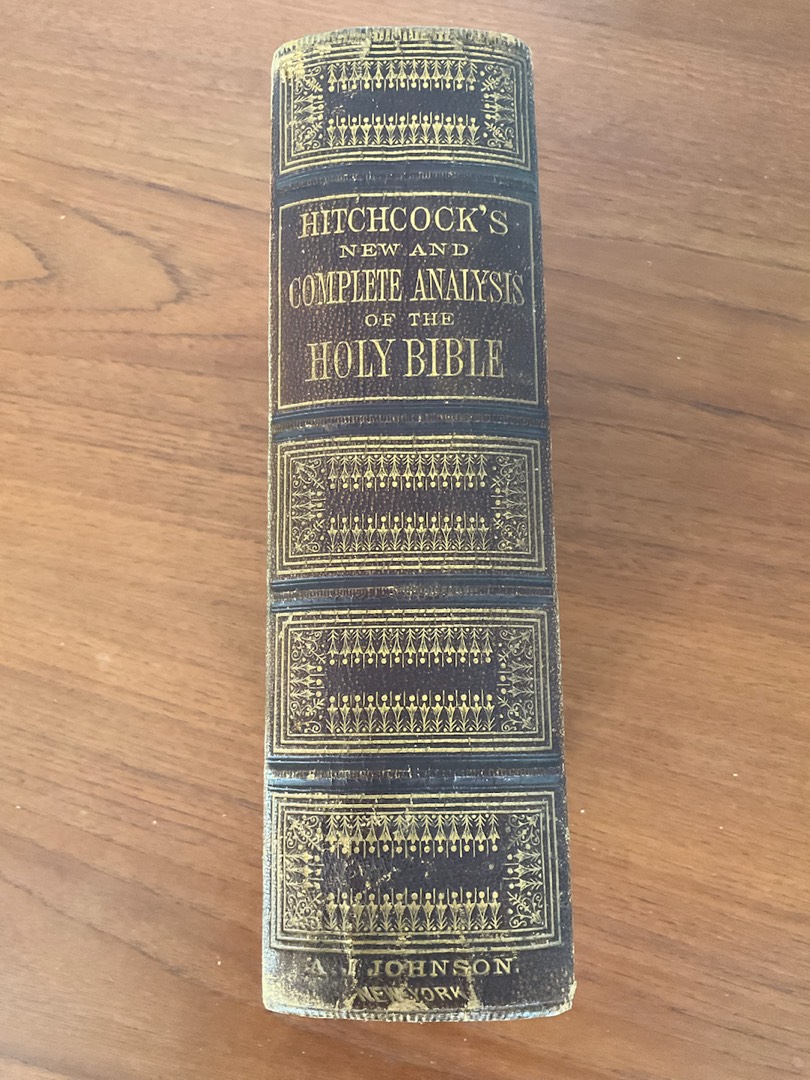 HITCHCOCK'S
NEW AND
COMPLETE ANALYSIS
OF THE
HOLY BIBLE
A. J. JOHNSON.
NEW YORK